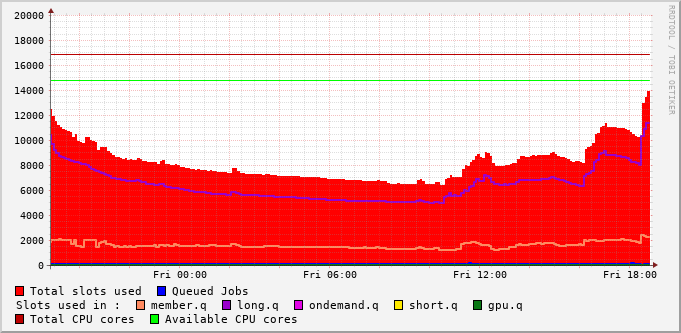 20000
18000
16000
14000
12000
10000
8000
6000
4000
2000
0
Fri 00:00 Fri 06:00 Fri 12:00 Fri 18:00
RRDTOOL / TOBI OETIKER
Total slots used Queued Jobs
Slots used in : member.q long.q ondemand.q short.q gpu.q
Total CPU cores Available CPU cores